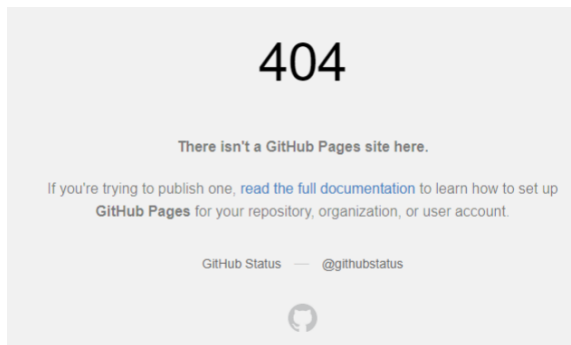 404
There isn't a GitHub Pages site here.
If you're trying to publish one, read the full documentation to learn how to set up
GitHub Pages for your repository, organization, or user account.
GitHub Status — @githubstatus